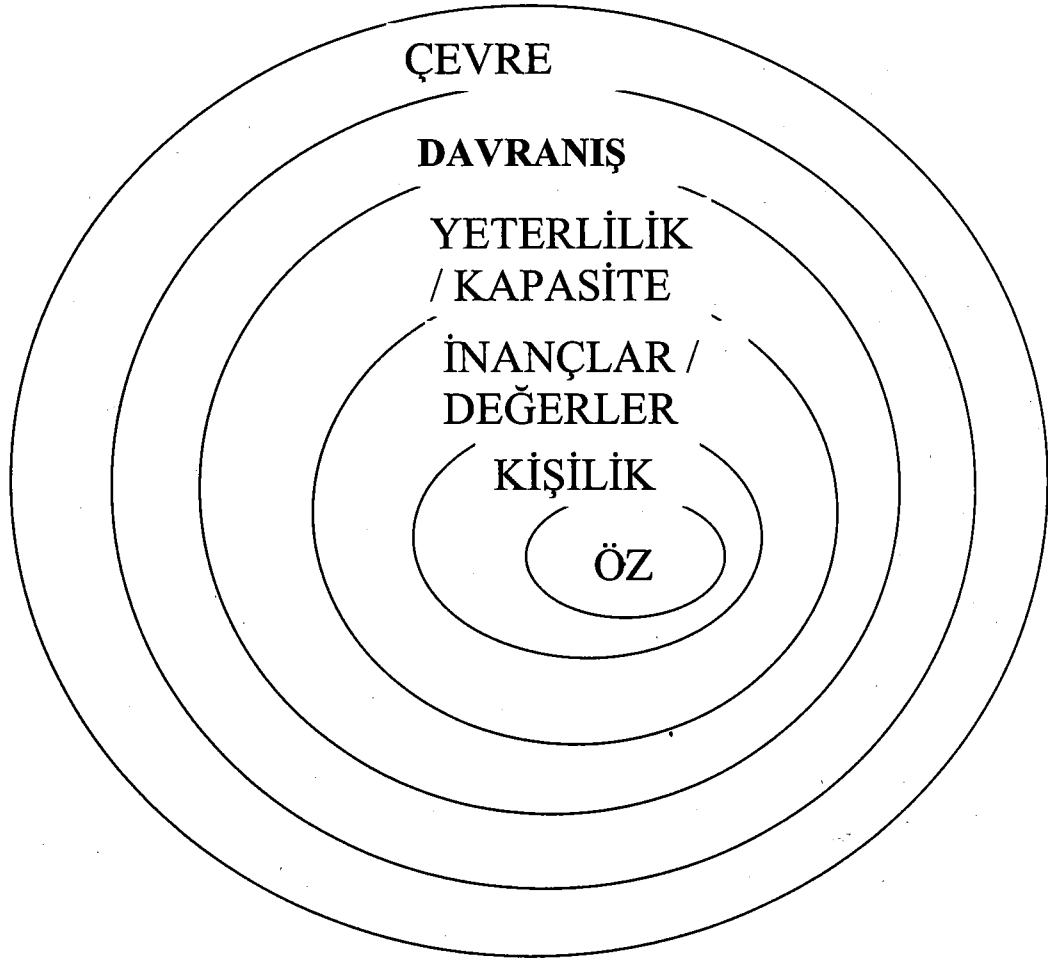 ÇEVRE
DAVRANIŞ
YETERLİLİK
/ KAPASİTE
İNANÇLAR /
DEĞERLER
KİŞİLİK
ÖZ